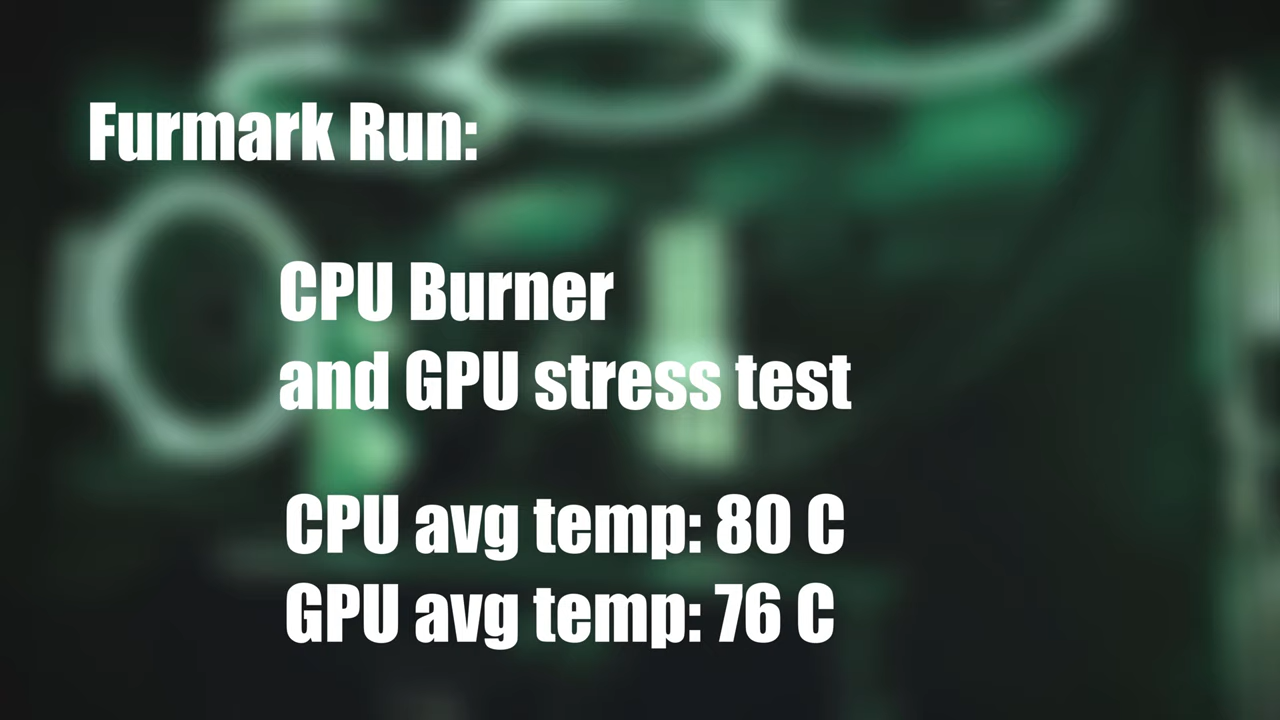 Furmark Run:
CPU Burner
and GPU stress test
CPU avg temp: 80 C
GPU avg temp: 76 C